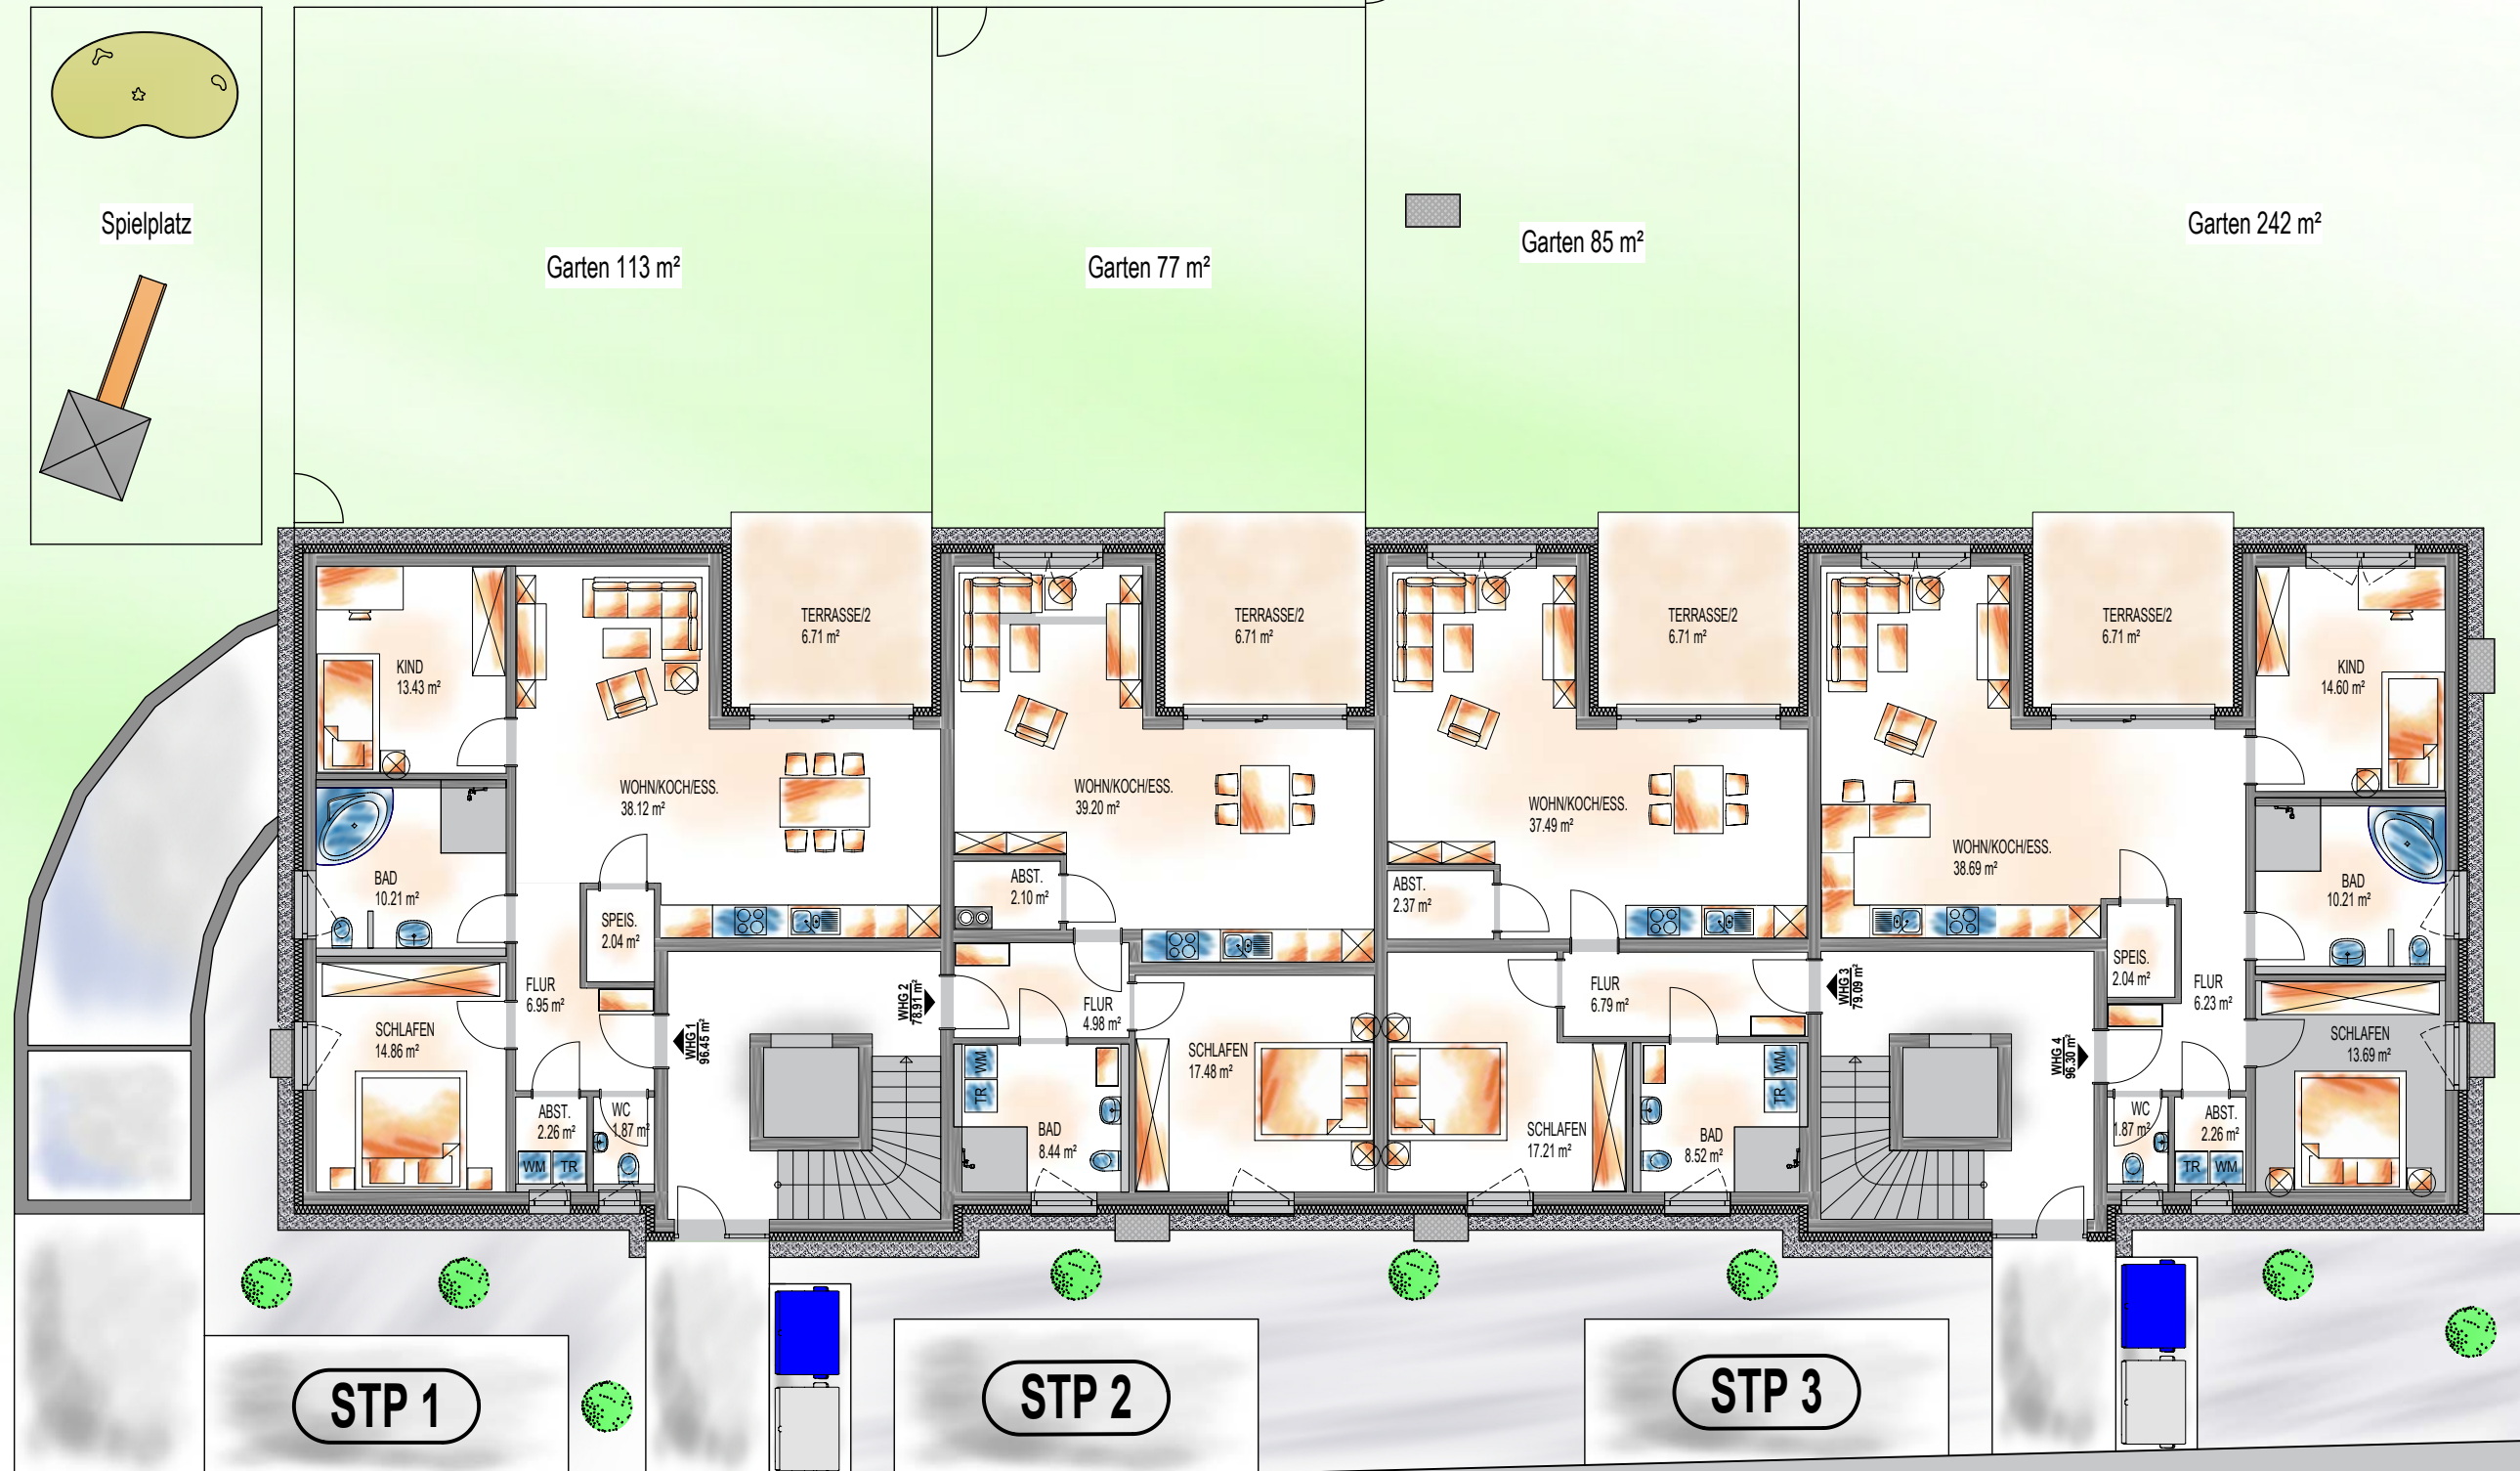 Spielplatz
Garten 113 m²
Garten 77 m²
Garten 85 m²
Garten 242 m²
TERRASSE/2
6.71 m²
TERRASSE/2
6.71 m²
TERRASSE/2
6.71 m²
TERRASSE/2
6.71 m²
KIND
13.43 m²
WOHN/KOCH/ESS.
38.12 m²
BAD
10.21 m²
SPEIS.
2.04 m²
FLUR
6.95 m²
SCHLAFEN
14.86 m²
ABST.
2.26 m²
WM
TR
WC
1.87 m²
WHG 1
96.45 m²
WHG 2
78.91 m²
WOHN/KOCH/ESS.
39.20 m²
ABST.
2.10 m²
FLUR
4.98 m²
WM
TR
BAD
8.44 m²
SCHLAFEN
17.48 m²
WOHN/KOCH/ESS.
37.49 m²
ABST.
2.37 m²
FLUR
6.79 m²
SCHLAFEN
17.21 m²
WM
TR
BAD
8.52 m²
WHG 3
79.09 m²
WHG 4
96.30 m²
WOHN/KOCH/ESS.
38.69 m²
KIND
14.60 m²
BAD
10.21 m²
SPEIS.
2.04 m²
FLUR
6.23 m²
SCHLAFEN
13.69 m²
WC
1.87 m²
ABST.
2.26 m²
TR
WM
STP 1
STP 2
STP 3